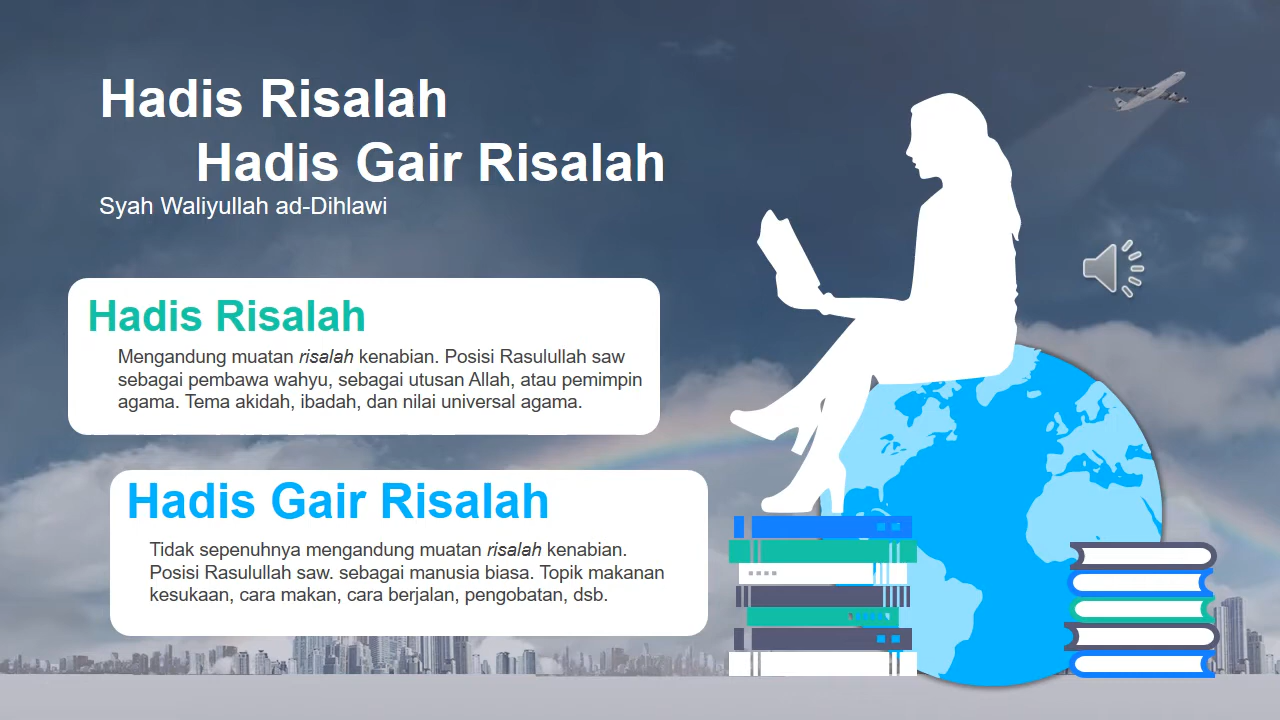 Hadis Risalah
Hadis Gair Risalah
Syah Waliyullah ad-Dihlawi
Hadis Risalah
Mengandung muatan risalah kenabian. Posisi Rasulullah saw
sebagai pembawa wahyu, sebagai utusan Allah, atau pemimpin
agama. Tema akidah, ibadah, dan nilai universal agama.
Hadis Gair Risalah
Tidak sepenuhnya mengandung muatan risalah kenabian.
Posisi Rasulullah saw. sebagai manusia biasa. Topik makanan
kesukaan, cara makan, cara berjalan, pengobatan, dsb.